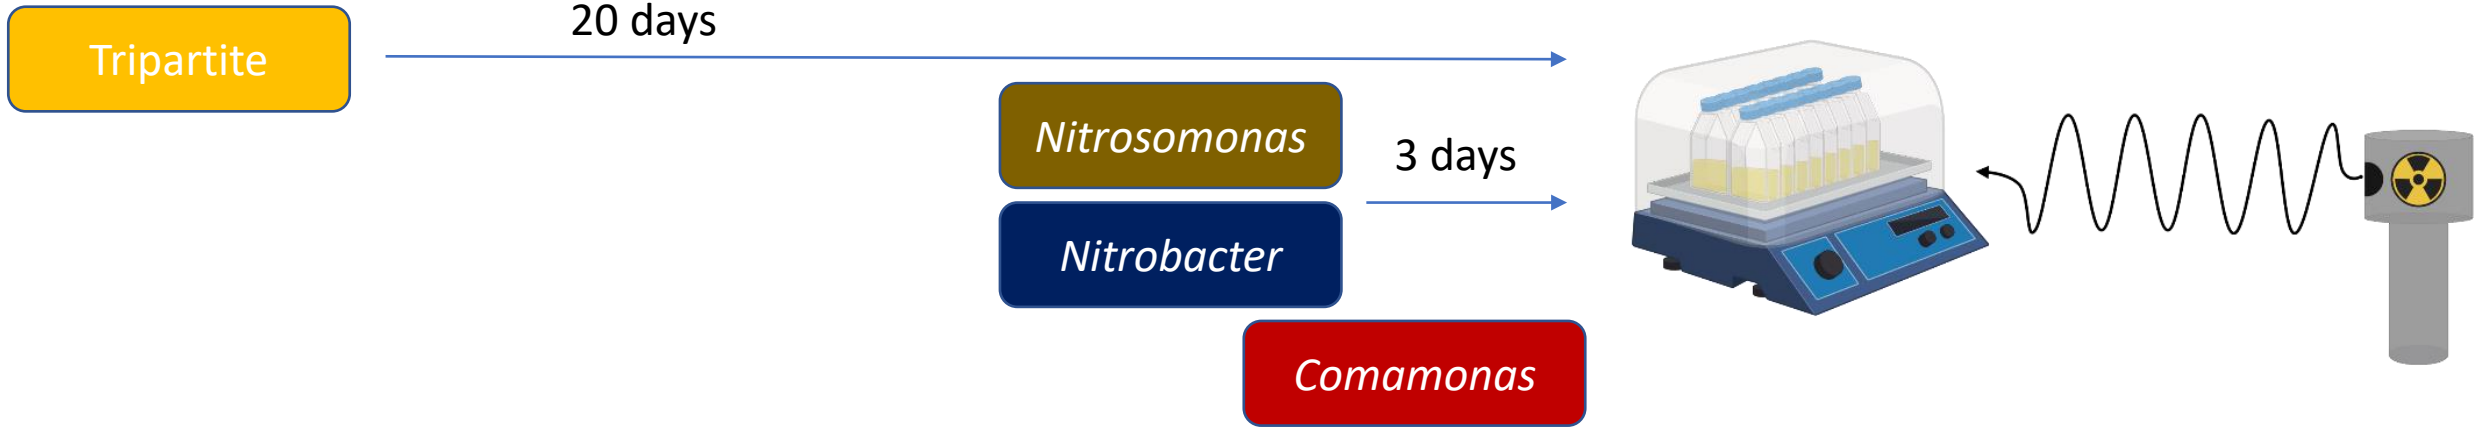 20 days
Tripartite
Nitrosomonas
3 days
Nitrobacter
Comamonas